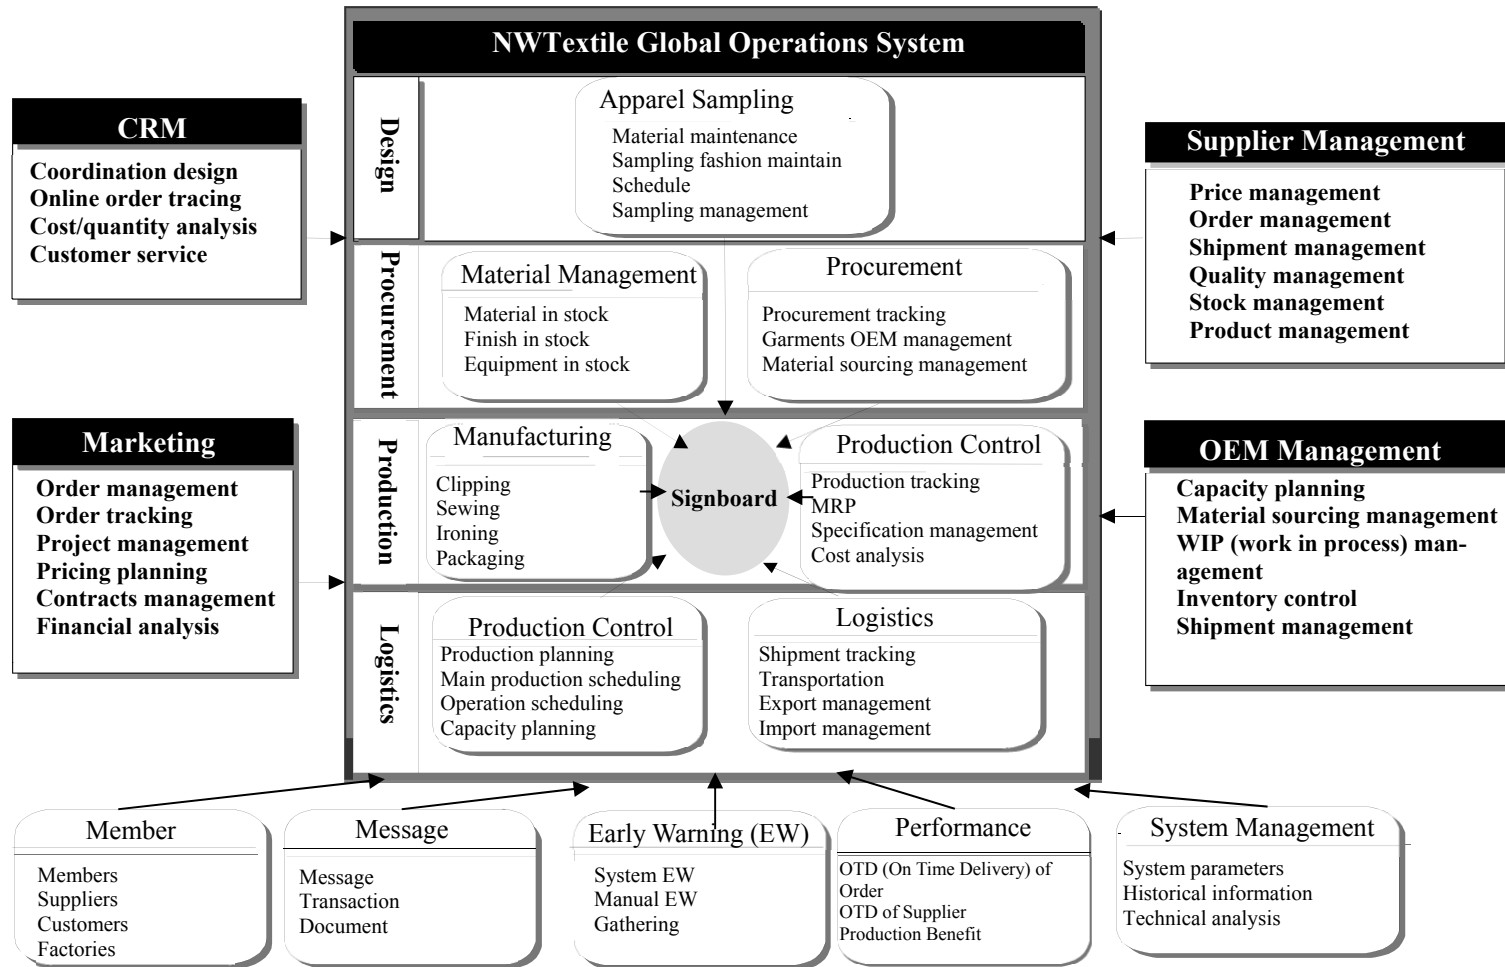 NWTextile Global Operations System
CRM
Coordination design
Online order tracing
Cost/quantity analysis
Customer service
Marketing
Order management
Order tracking
Project management
Pricing planning
Contracts management
Financial analysis
Design
Apparel Sampling
Material maintenance
Sampling fashion maintain
Schedule
Sampling management
Procurement
Material Management
Material in stock
Finish in stock
Equipment in stock
Procurement
Procurement tracking
Garments OEM management
Material sourcing management
Production
Manufacturing
Clipping
Sewing
Ironing
Packaging
Signboard
Production Control
Production tracking
MRP
Specification management
Cost analysis
Logistics
Production Control
Production planning
Main production scheduling
Operation scheduling
Capacity planning
Logistics
Shipment tracking
Transportation
Export management
Import management
Supplier Management
Price management
Order management
Shipment management
Quality management
Stock management
Product management
OEM Management
Capacity planning
Material sourcing management
WIP (work in process) man-
agement
Inventory control
Shipment management
Member
Members
Suppliers
Customers
Factories
Message
Message
Transaction
Document
Early Warning (EW)
System EW
Manual EW
Gathering
Performance
OTD (On Time Delivery) of
Order
OTD of Supplier
Production Benefit
System Management
System parameters
Historical information
Technical analysis